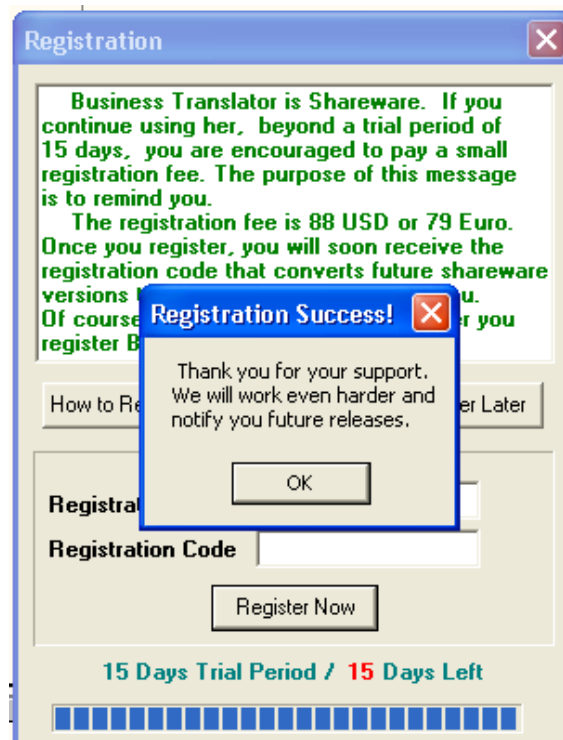 Registration
Business Translator is Shareware. If you
continue using her, beyond a trial period of
15 days, you are encouraged to pay a small
registration fee. The purpose of this message
is to remind you.
The registration fee is 88 USD or 79 Euro.
Once you register, you will soon receive the
registration code that converts future shareware
versions
Of course
register
Registration Success!
Thank you for your support.
We will work even harder and
notify you future releases.
OK
How to
Later
Registration Code
Register Now
15 Days Trial Period / 15 Days Left